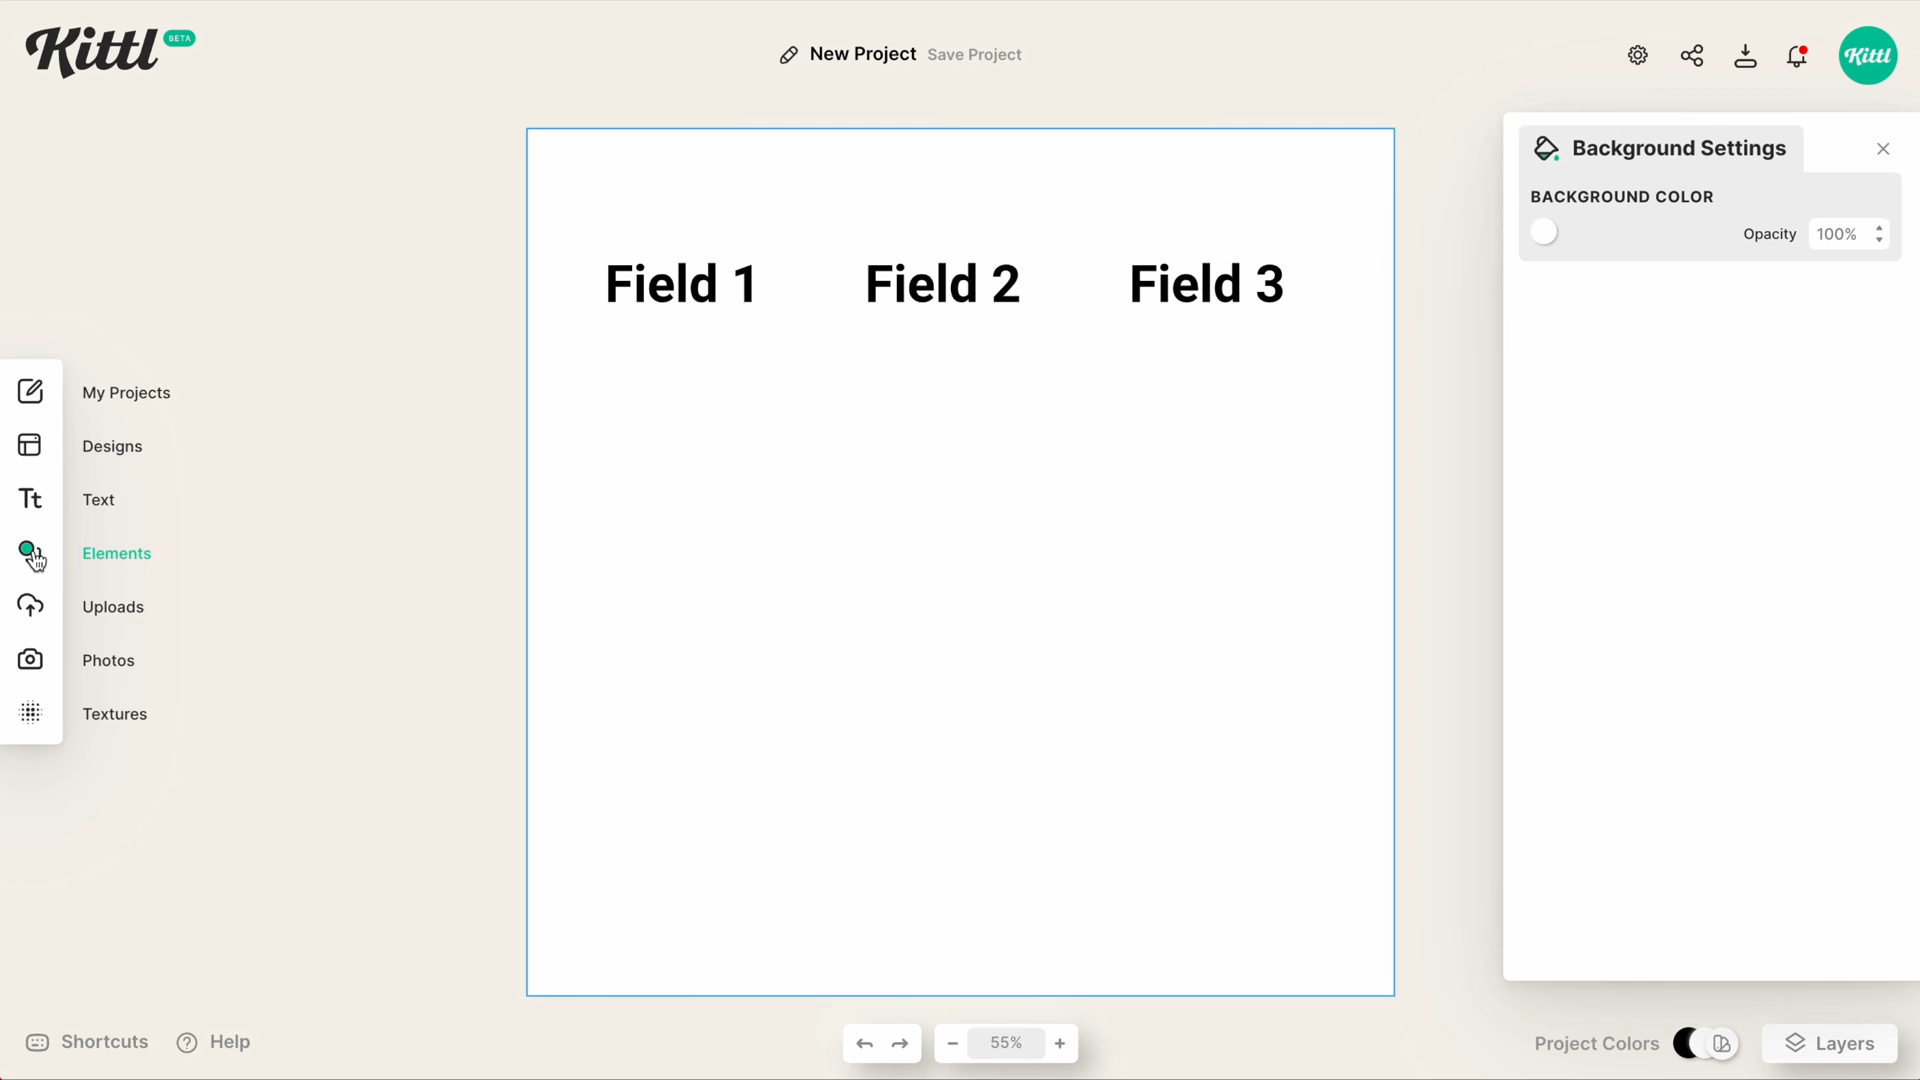 Kittl BETA
New Project Save Project
Kittl
Background Settings
BACKGROUND COLOR
Opacity 100%
Field 1 Field 2 Field 3
My Projects
Designs
Tt Text
Elements
Uploads
Photos
Textures
Shortcuts ? Help
− 55% +
Project Colors Layers